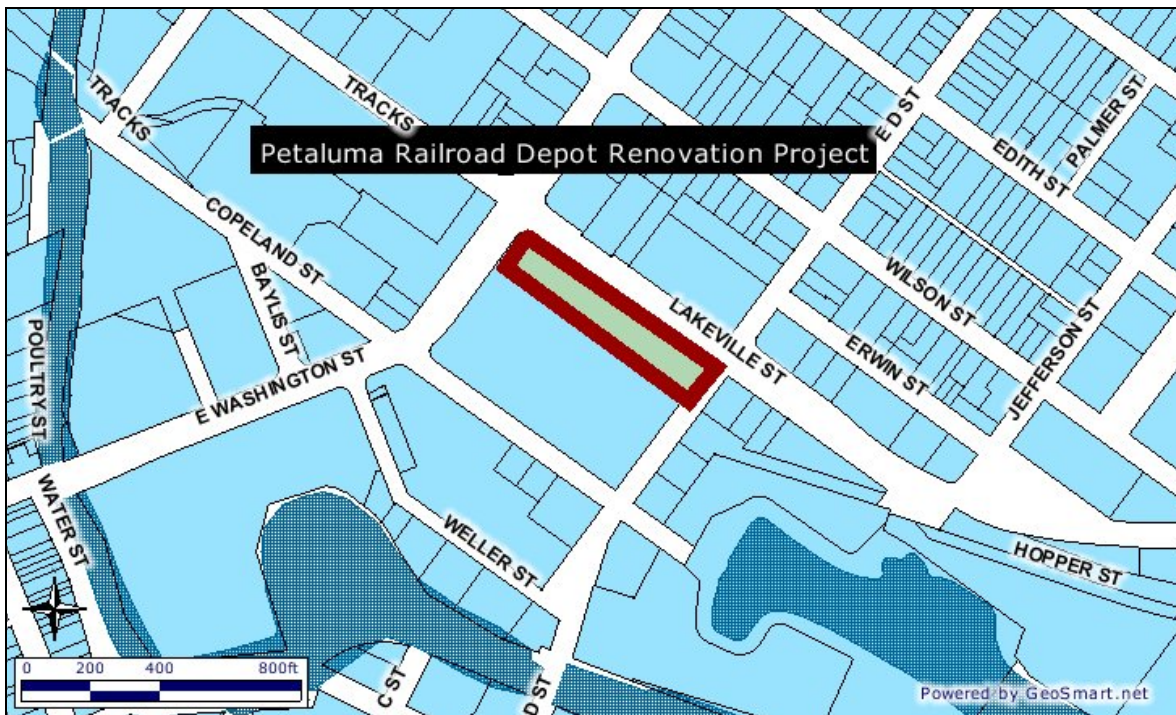 TRACKS
TRACKS
E D ST
PALMER ST
Petaluma Railroad Depot Renovation Project
EDITH ST
COPELAND ST
BAYLIS ST
WILSON ST
LAKEVILLE ST
POULTRY ST
ERWIN ST
JEFFERSON ST
E WASHINGTON ST
WATER ST
WELLER ST
HOPPER ST
0 200 400 800ft
C ST
D ST
Powered by GeoSmart.net